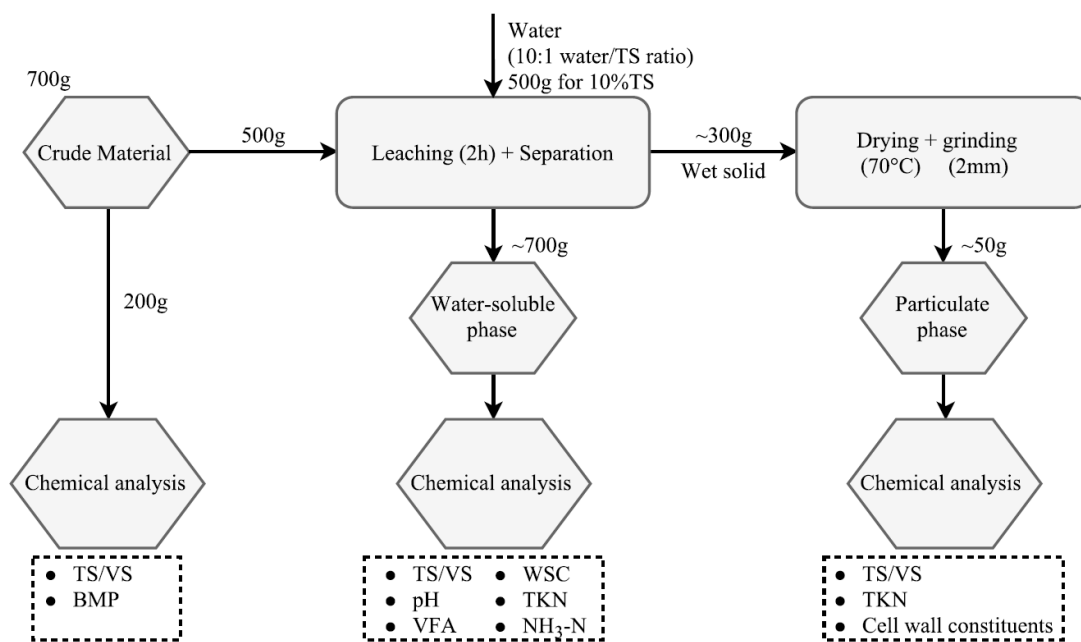 Water
(10:1 water/TS ratio)
500g for 10%TS
700g
Crude Material
500g
Leaching (2h) + Separation
~300g
Wet solid
Drying + grinding
(70°C) (2mm)
200g
~700g
Water-soluble
phase
~50g
Particulate
phase
Chemical analysis
Chemical analysis
Chemical analysis
● TS/VS
● BMP
● TS/VS ● WSC
● pH ● TKN
● VFA ● NH₃-N
● TS/VS
● TKN
● Cell wall constituents